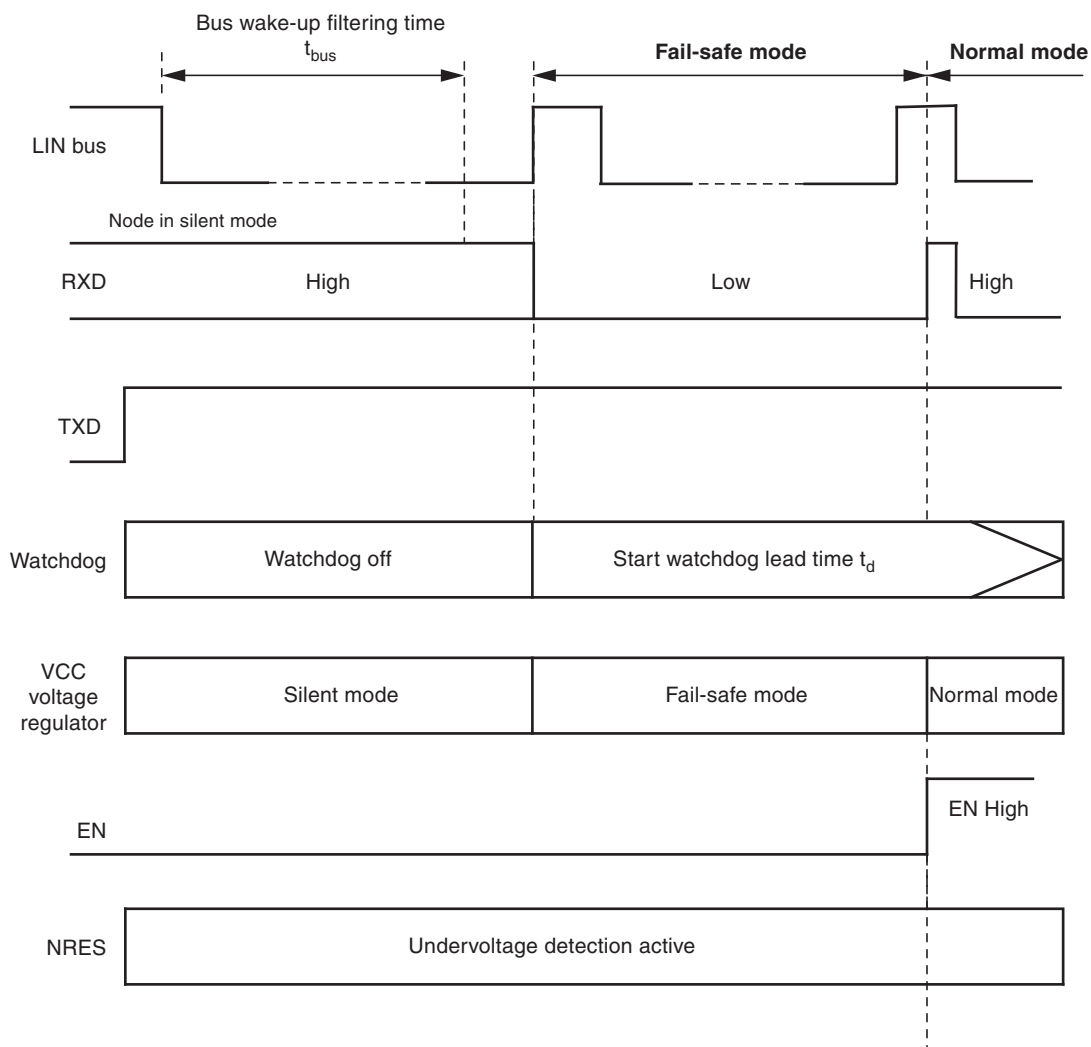 Bus wake-up filtering time
tbus
Fail-safe mode
Normal mode
LIN bus
Node in silent mode
RXD
High
Low
High
TXD
Watchdog
Watchdog off
Start watchdog lead time td
VCC
voltage
regulator
Silent mode
Fail-safe mode
Normal mode
EN
EN High
NRES
Undervoltage detection active